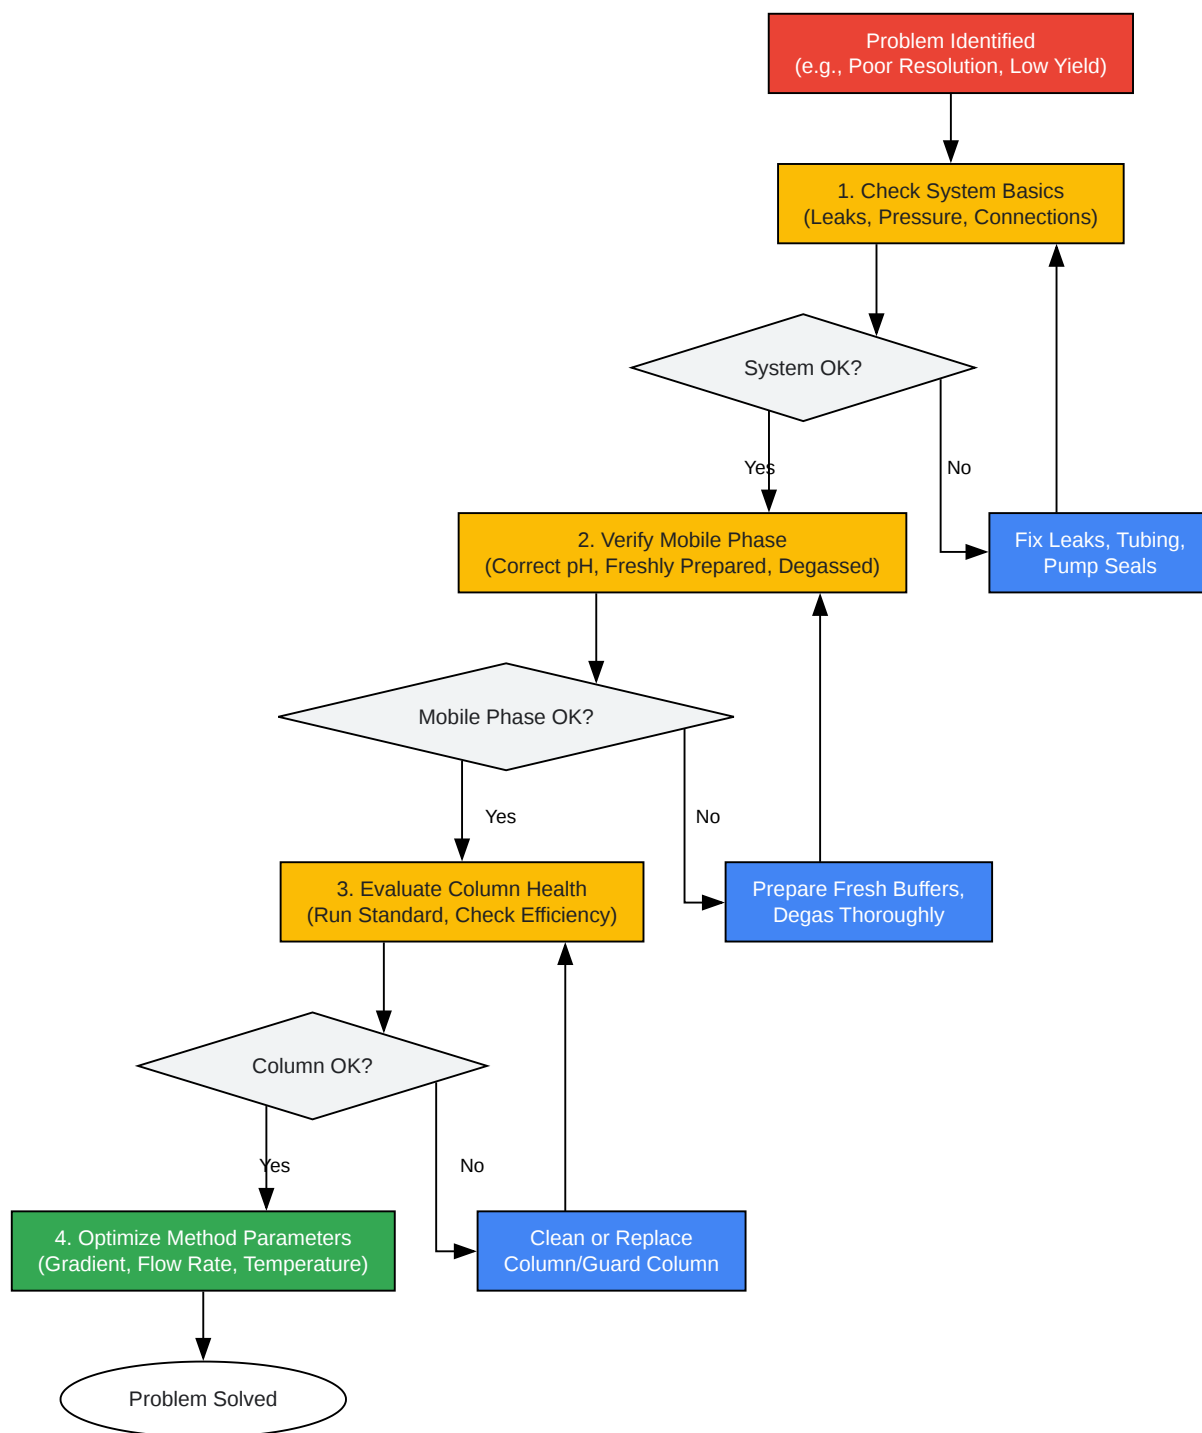 Problem Identified
(e.g., Poor Resolution, Low Yield)
1. Check System Basics
(Leaks, Pressure, Connections)
System OK?
Yes
No
2. Verify Mobile Phase
(Correct pH, Freshly Prepared, Degassed)
Fix Leaks, Tubing,
Pump Seals
Mobile Phase OK?
Yes
No
3. Evaluate Column Health
(Run Standard, Check Efficiency)
Prepare Fresh Buffers,
Degas Thoroughly
Column OK?
Yes
No
4. Optimize Method Parameters
(Gradient, Flow Rate, Temperature)
Clean or Replace
Column/Guard Column
Problem Solved